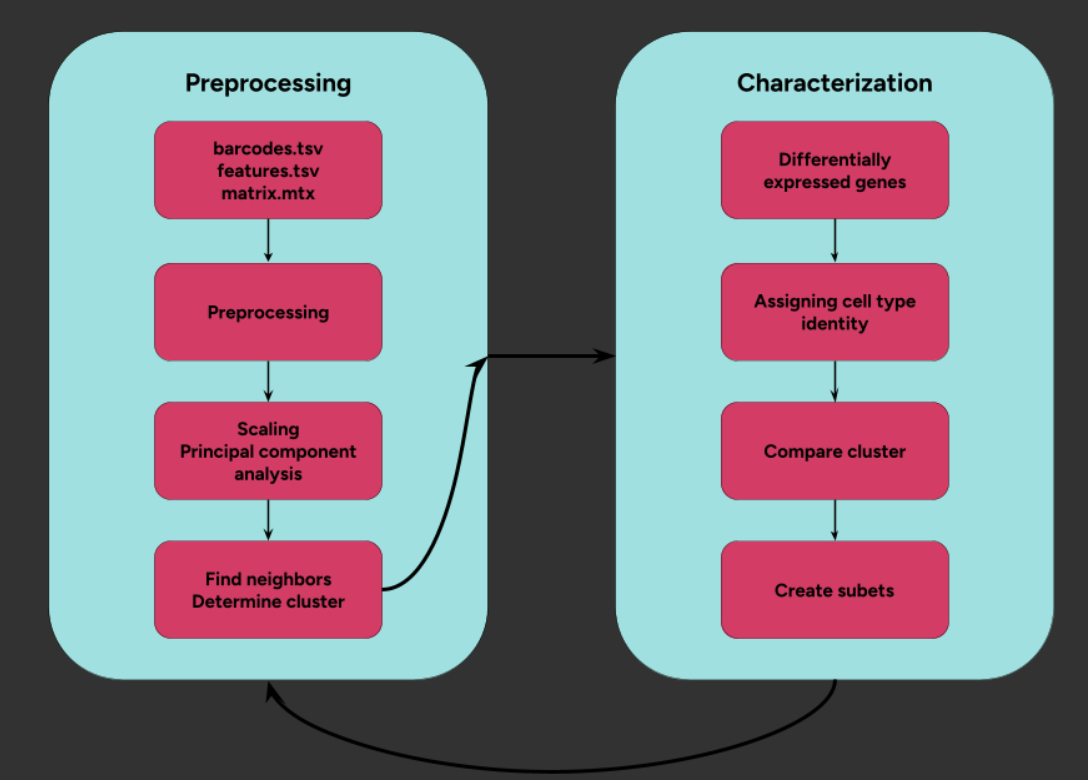 Preprocessing
barcodes.tsv
features.tsv
matrix.mtx
Preprocessing
Scaling
Principal component
analysis
Find neighbors
Determine cluster
Characterization
Differentially
expressed genes
Assigning cell type
identity
Compare cluster
Create subets